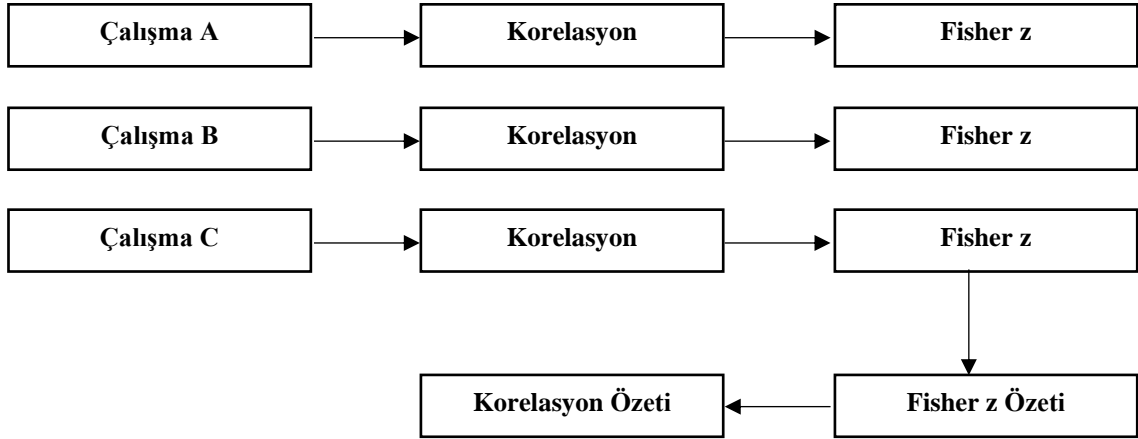 Çalışma A
Korelasyon
Fisher z
Çalışma B
Korelasyon
Fisher z
Çalışma C
Korelasyon
Fisher z
Korelasyon Özeti
Fisher z Özeti